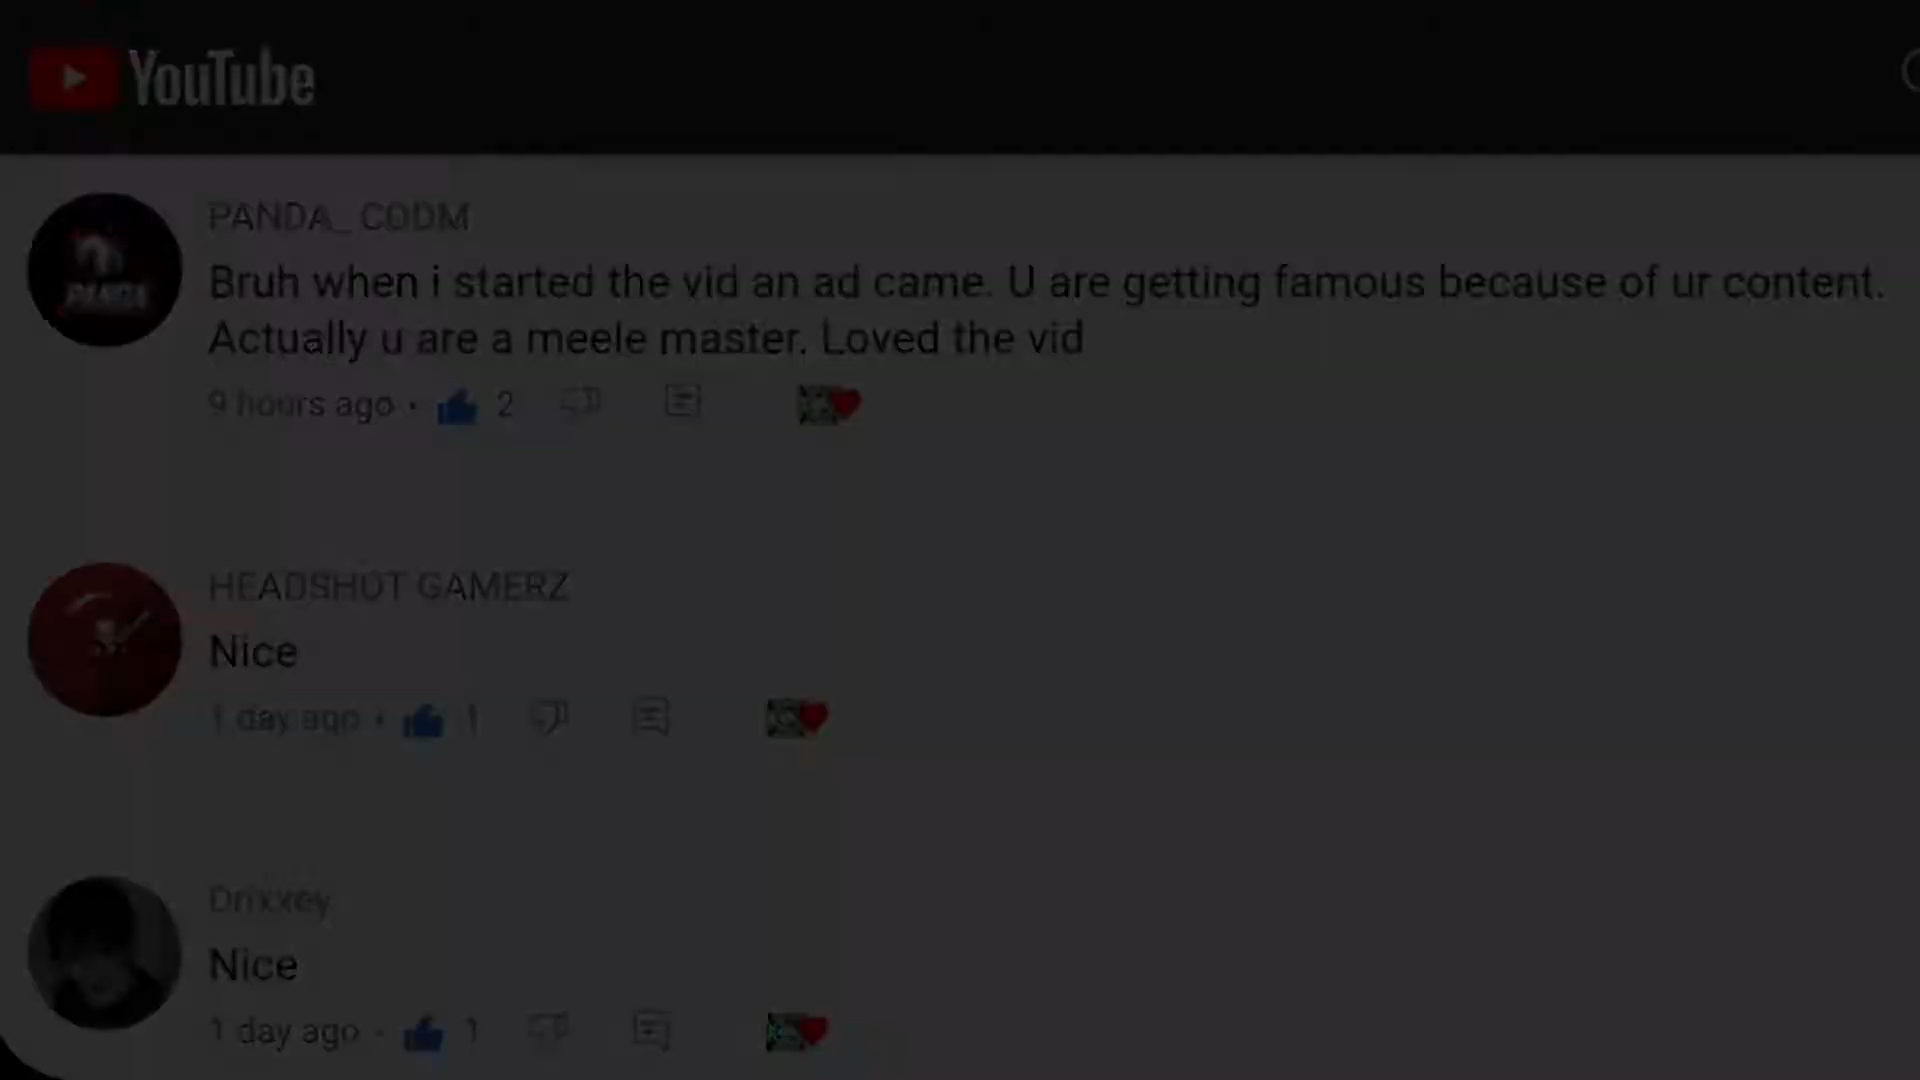 YouTube
PANDA_ CODM
Bruh when i started the vid an ad came. U are getting famous because of ur content.
Actually u are a meele master. Loved the vid
9 hours ago · 2
HEADSHOT GAMERZ
Nice
1 day ago · 1
Drixxey
Nice
1 day ago · 1